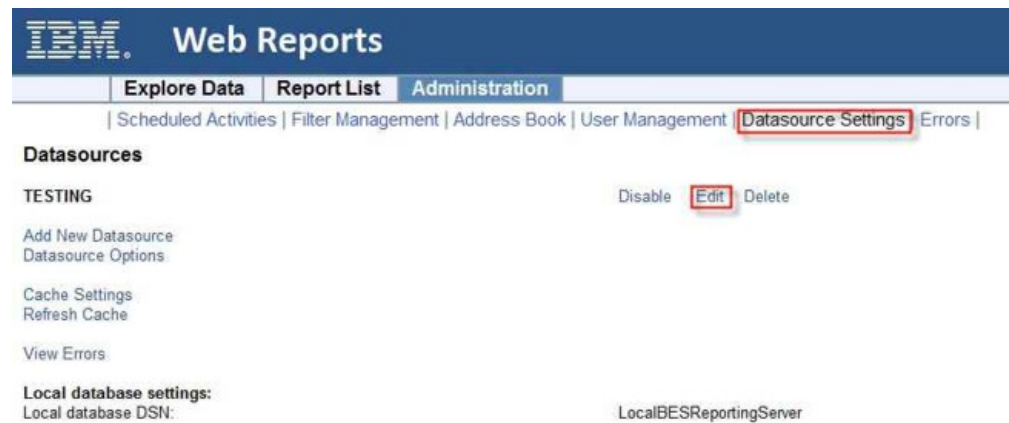 IBM. Web Reports
Explore Data Report List Administration
| Scheduled Activities | Filter Management | Address Book | User Management | Datasource Settings Errors |
Datasources
TESTING Disable Edit Delete
Add New Datasource
Datasource Options
Cache Settings
Refresh Cache
View Errors
Local database settings:
Local database DSN: LocalBESReportingServer